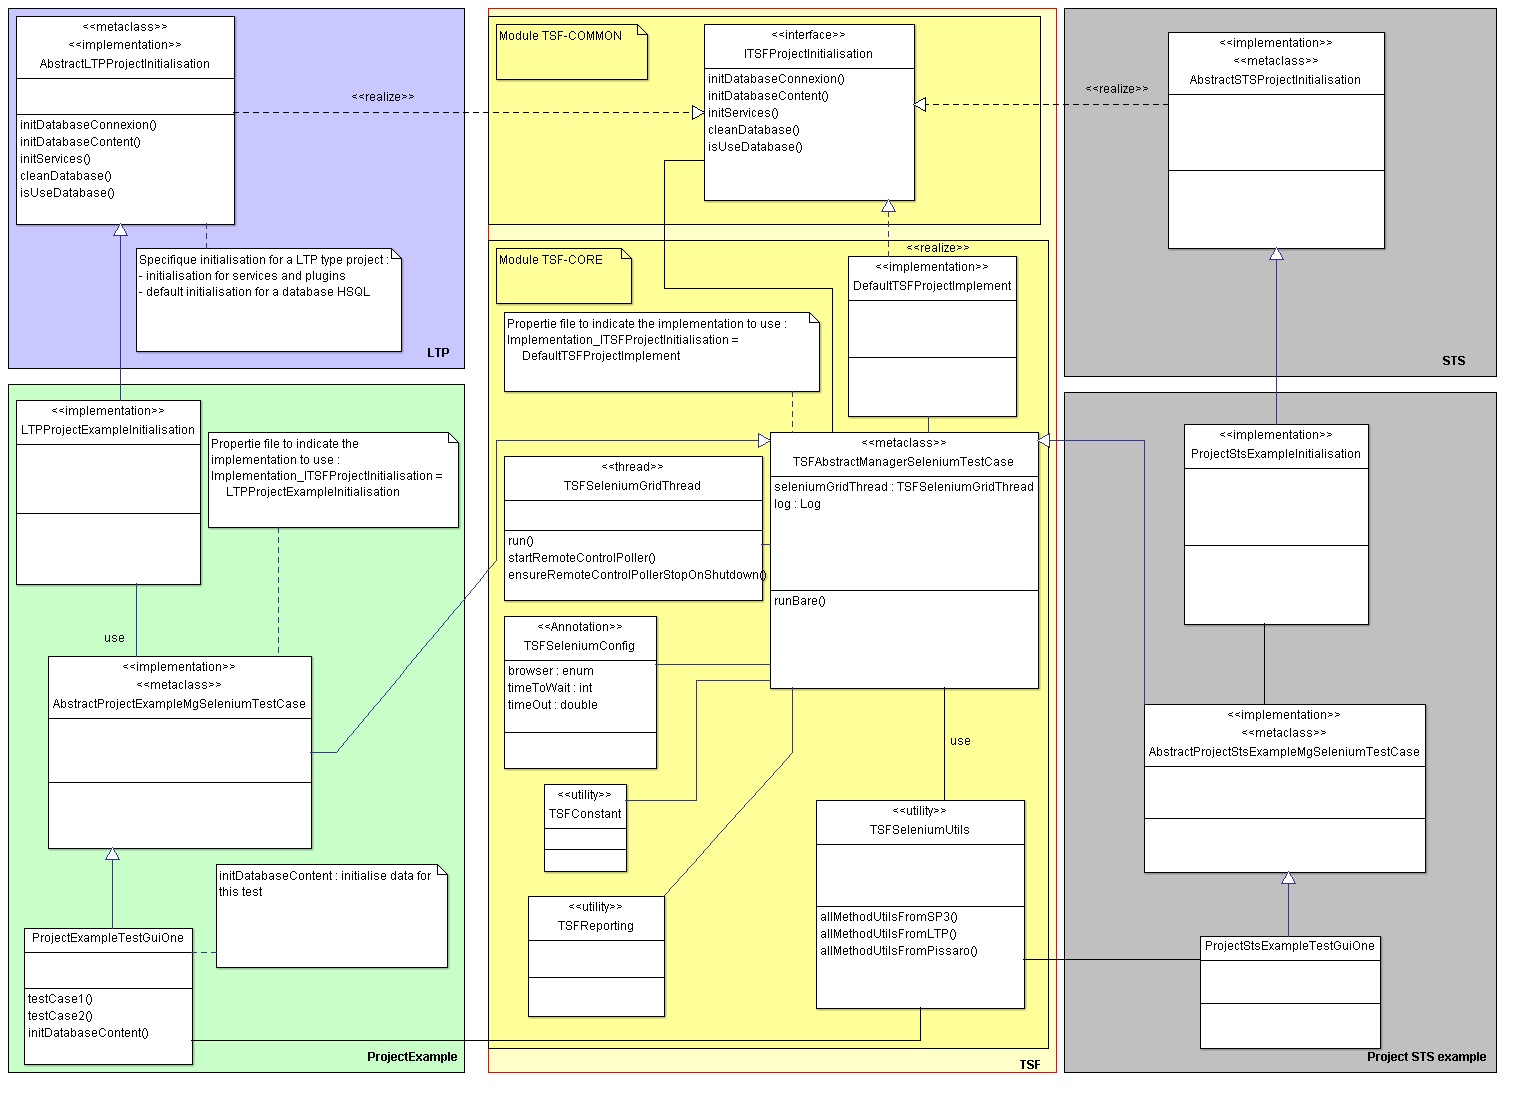 <<metaclass>>
<<implementation>>
AbstractLTPProjectInitialisation
initDatabaseConnexion()
initDatabaseContent()
initServices()
cleanDatabase()
isUseDatabase()
<<realize>>
Specifique initialisation for a LTP type project :
- initialisation for services and plugins
- default initialisation for a database HSQL
LTP
Module TSF-COMMON
<<interface>>
ITSFProjectInitialisation
initDatabaseConnexion()
initDatabaseContent()
initServices()
cleanDatabase()
isUseDatabase()
<<realize>>
<<implementation>>
<<metaclass>>
AbstractSTSProjectInitialisation
STS
Module TSF-CORE
<<realize>>
<<implementation>>
DefaultTSFProjectImplement
Propertie file to indicate the implementation to use :
Implementation_ITSFProjectInitialisation =
DefaultTSFProjectImplement
<<implementation>>
LTPProjectExampleInitialisation
Propertie file to indicate the
implementation to use :
Implementation_ITSFProjectInitialisation =
LTPProjectExampleInitialisation
use
<<implementation>>
<<metaclass>>
AbstractProjectExampleMgSeleniumTestCase
initDatabaseContent : initialise data for
this test
ProjectExampleTestGuiOne
testCase1()
testCase2()
initDatabaseContent()
ProjectExample
<<metaclass>>
TSFAbstractManagerSeleniumTestCase
seleniumGridThread : TSFSeleniumGridThread
log : Log
runBare()
<<thread>>
TSFSeleniumGridThread
run()
startRemoteControlPoller()
ensureRemoteControlPollerStopOnShutdown()
<<Annotation>>
TSFSeleniumConfig
browser : enum
timeToWait : int
timeOut : double
use
<<utility>>
TSFConstant
<<utility>>
TSFReporting
<<utility>>
TSFSeleniumUtils
allMethodUtilsFromSP3()
allMethodUtilsFromLTP()
allMethodUtilsFromPissaro()
TSF
<<implementation>>
ProjectStsExampleInitialisation
<<implementation>>
<<metaclass>>
AbstractProjectStsExampleMgSeleniumTestCase
ProjectStsExampleTestGuiOne
Project STS example